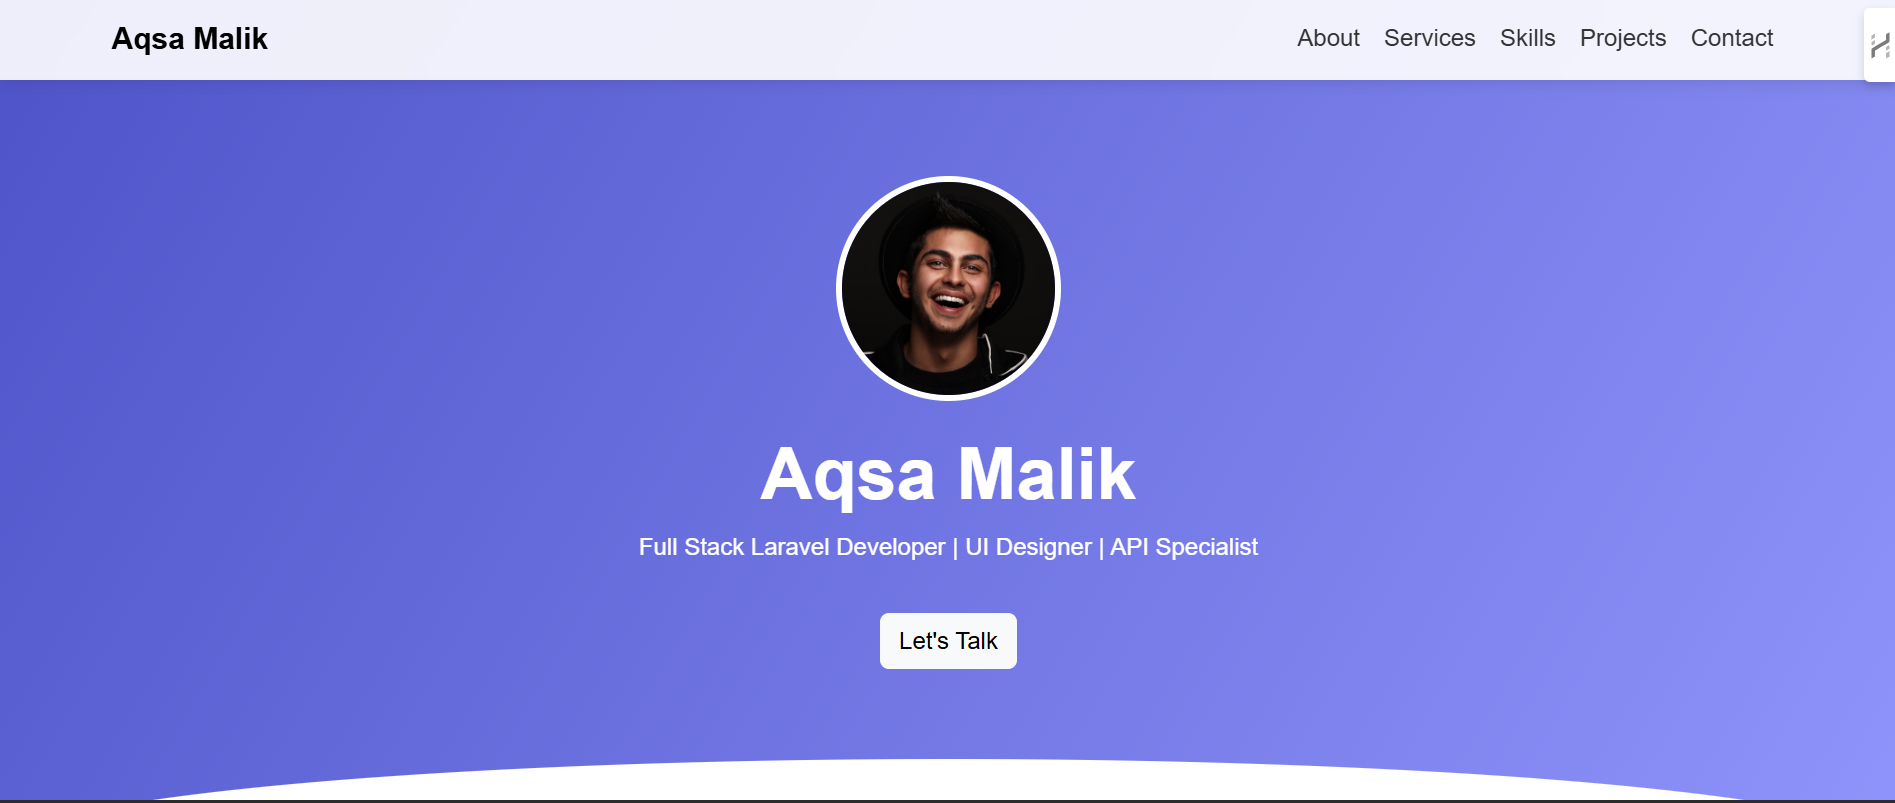 Aqsa Malik
About Services Skills Projects Contact
Aqsa Malik
Full Stack Laravel Developer | UI Designer | API Specialist
Let's Talk